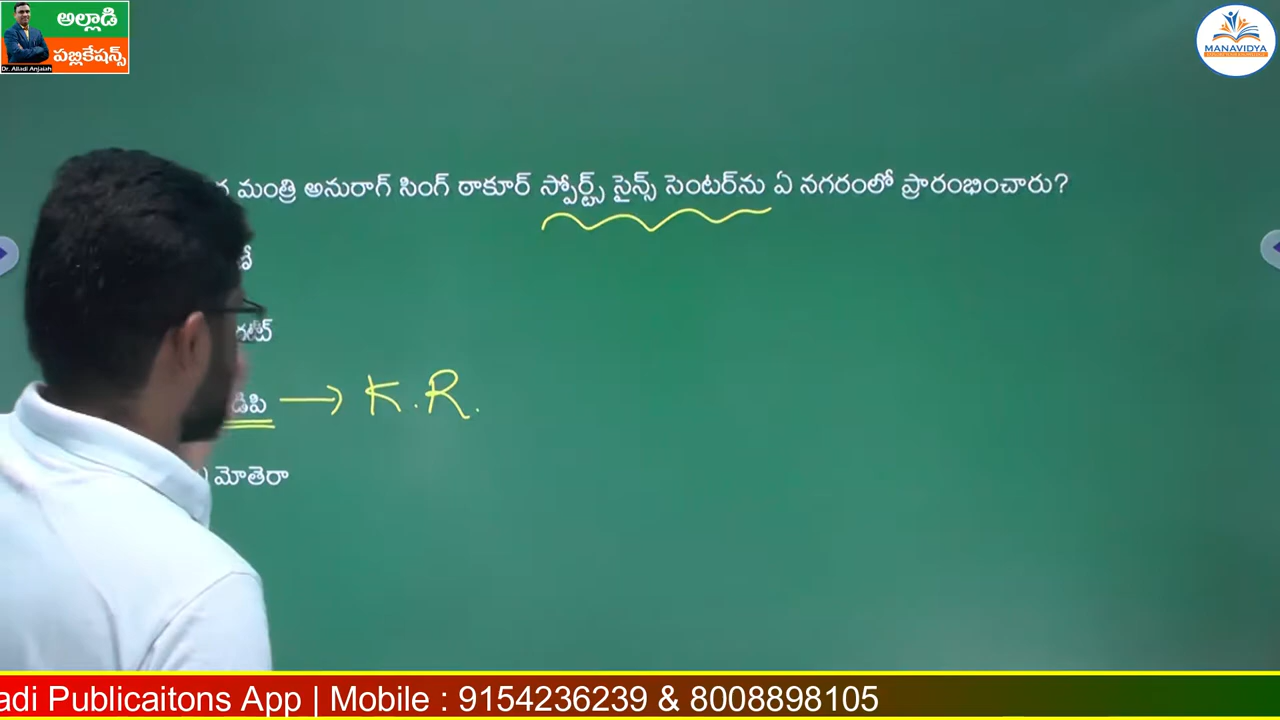 అల్లాడి
పబ్లికేషన్స్
Dr. Alladi Anjaiah
MANAVIDYA
మంత్రి అనురాగ్ సింగ్ ఠాకూర్ స్పోర్ట్స్ సైన్స్ సెంటర్‌ను ఏ నగరంలో ప్రారంభించారు?
K.R.
మోతెరా
adi Publicaitons App | Mobile : 9154236239 & 8008898105